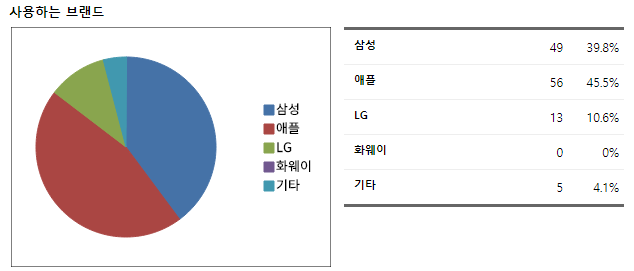 사용하는 브랜드
삼성
애플
LG
화웨이
기타
삼성 49 39.8%
애플 56 45.5%
LG 13 10.6%
화웨이 0 0%
기타 5 4.1%